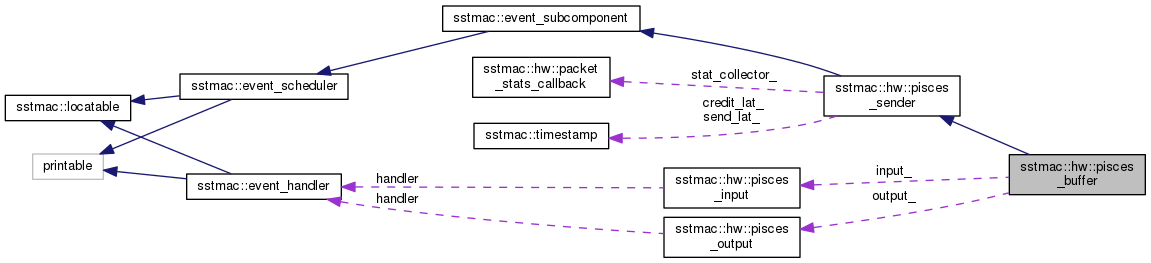 sstmac::event_subcomponent
sstmac::hw::packet
_stats_callback
stat_collector_
sstmac::event_scheduler
sstmac::hw::pisces
_sender
sstmac::locatable
credit_lat_
send_lat_
sstmac::timestamp
printable
sstmac::event_handler
handler
handler
sstmac::hw::pisces
_input
input_
sstmac::hw::pisces
_buffer
output_
sstmac::hw::pisces
_output